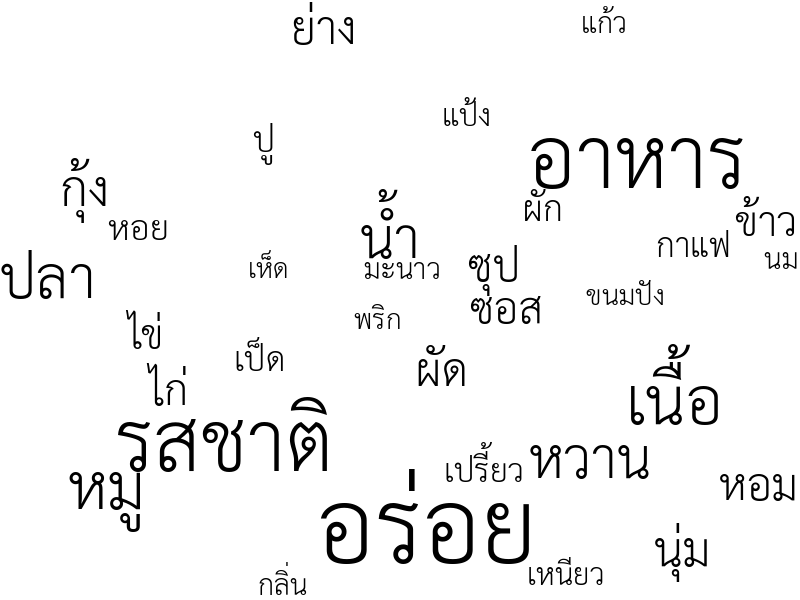 ย่าง
แก้ว
แป้ง
ปู
อาหาร
กุ้ง
ผัก
หอย
น้ำ
ข้าว
กาแฟ
นม
ปลา
เห็ด
มะนาว
ซุป
ขนมปัง
ซอส
พริก
ไข่
เป็ด
ผัด
ไก่
เนื้อ
รสชาติ
เปรี้ยว
หวาน
หมู
หอม
อร่อย
นุ่ม
กลิ่น
เหนียว